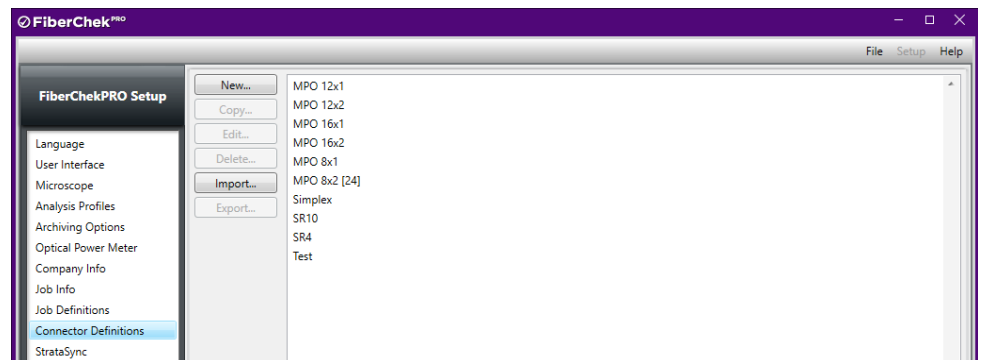 FiberChek PRO
File Setup Help
FiberChekPRO Setup
Language
User Interface
Microscope
Analysis Profiles
Archiving Options
Optical Power Meter
Company Info
Job Info
Job Definitions
Connector Definitions
StrataSync
New...
Copy...
Edit...
Delete...
Import...
Export...
MPO 12x1
MPO 12x2
MPO 16x1
MPO 16x2
MPO 8x1
MPO 8x2 [24]
Simplex
SR10
SR4
Test